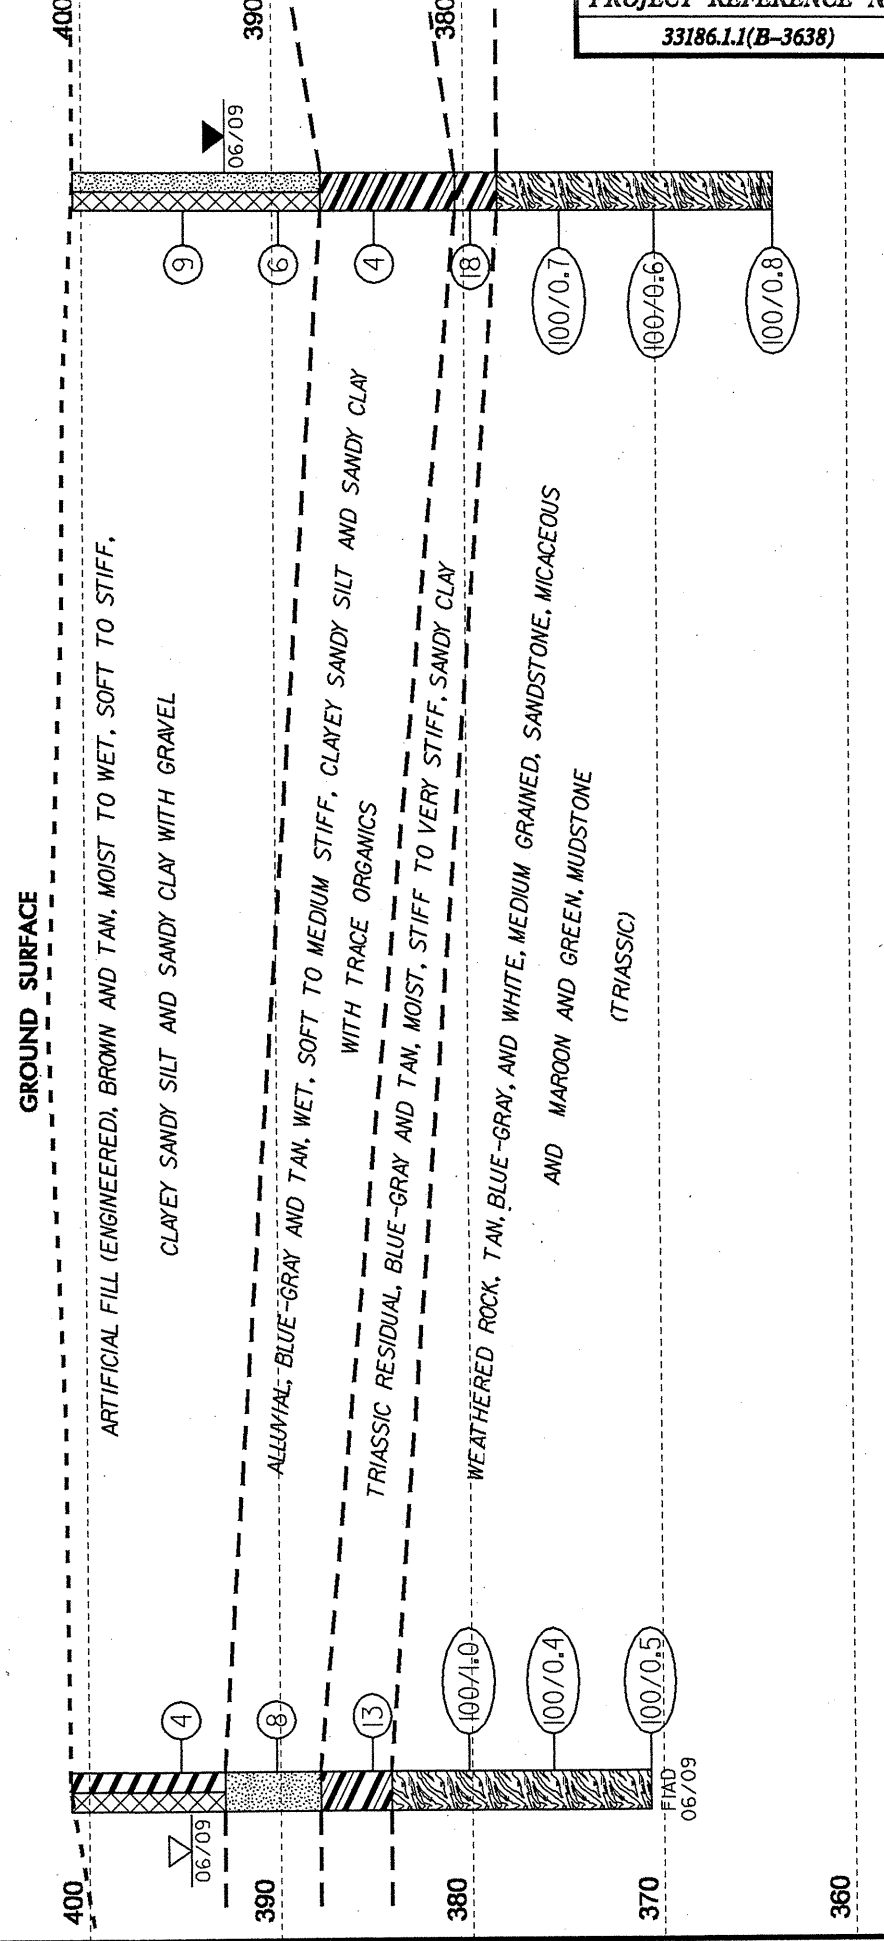 PROJECT REFERENCE N
33186.1.1(B-3638)
GROUND SURFACE
400
390
380
400
390
380
370
360
ARTIFICIAL FILL (ENGINEERED), BROWN AND TAN, MOIST TO WET, SOFT TO STIFF,
CLAYEY SANDY SILT AND SANDY CLAY WITH GRAVEL
ALLUVIAL, BLUE-GRAY AND TAN, WET, SOFT TO MEDIUM STIFF, CLAYEY SANDY SILT AND SANDY CLAY
WITH TRACE ORGANICS
TRIASSIC RESIDUAL, BLUE-GRAY AND TAN, MOIST, STIFF TO VERY STIFF, SANDY CLAY
WEATHERED ROCK, TAN, BLUE-GRAY, AND WHITE, MEDIUM GRAINED, SANDSTONE, MICACEOUS
AND MAROON AND GREEN, MUDSTONE
(TRIASSIC)
06/09
4
8
13
100/1.0
100/0.4
100/0.5
FIAD
06/09
06/09
9
6
4
18
100/0.7
100/0.6
100/0.8